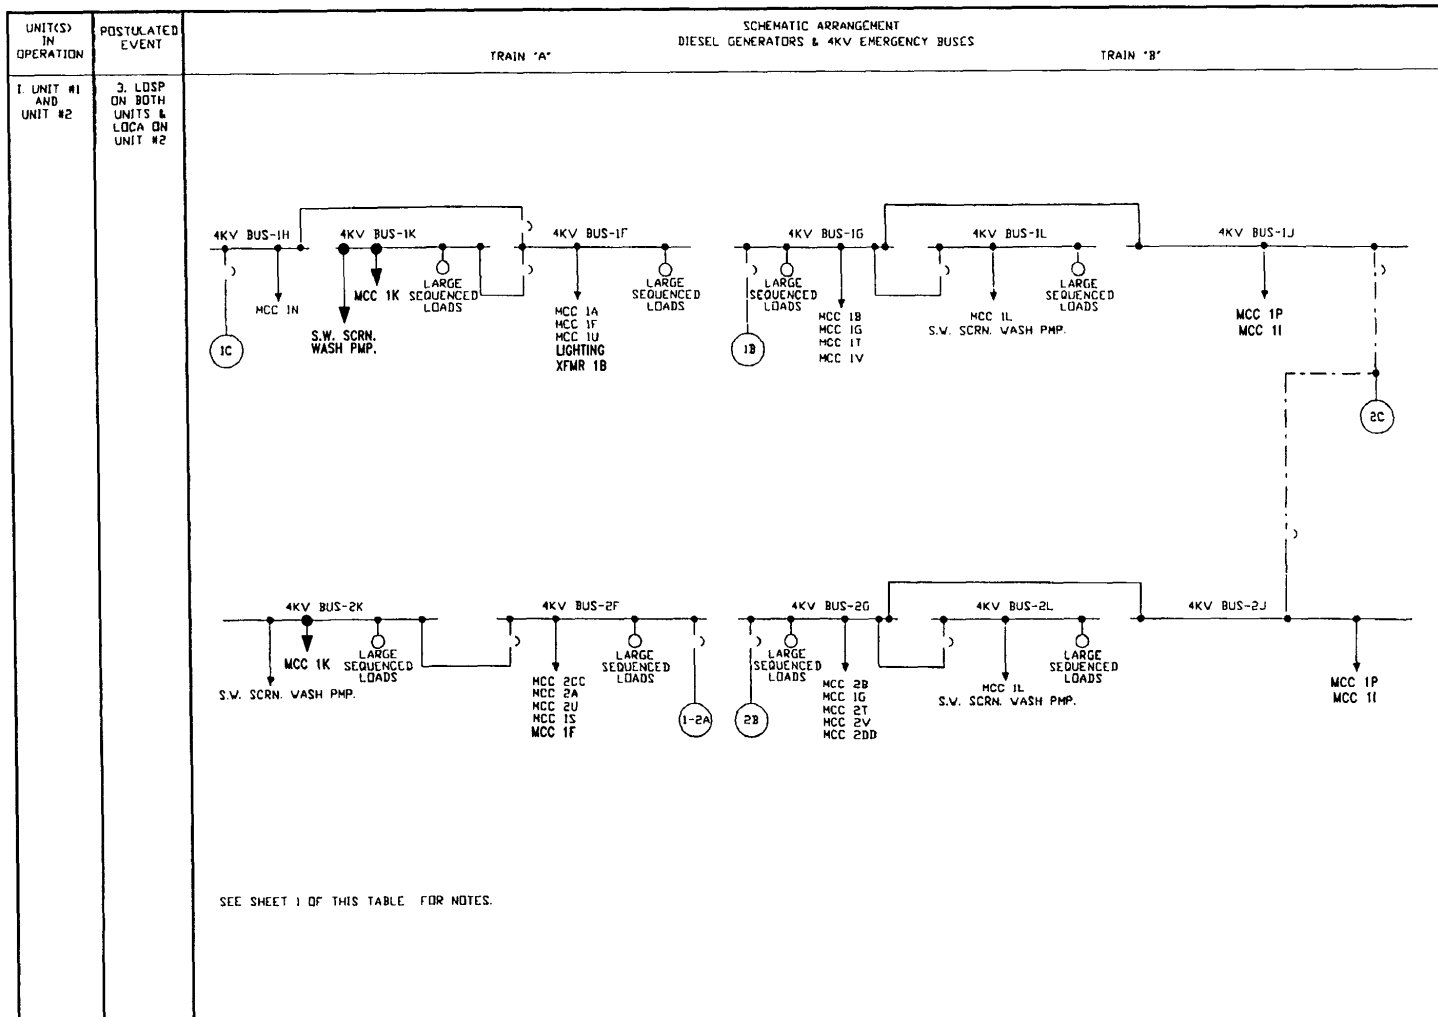 UNIT(S)
IN
OPERATION
POSTULATED
EVENT
SCHEMATIC ARRANGEMENT
DIESEL GENERATORS & 4KV EMERGENCY BUSES
TRAIN "A"
TRAIN "B"
I. UNIT #1
AND
UNIT #2
3. LOSP
ON BOTH
UNITS &
LOCA ON
UNIT #2
4KV BUS-1H
4KV BUS-1K
4KV BUS-1F
4KV BUS-1G
4KV BUS-1L
4KV BUS-1J
1C
MCC 1N
S.W. SCRN.
WASH PMP.
MCC 1K
LARGE
SEQUENCED
LOADS
MCC 1A
MCC 1F
MCC 1U
LIGHTING
XFMR 1B
LARGE
SEQUENCED
LOADS
1B
LARGE
SEQUENCED
LOADS
MCC 1B
MCC 1G
MCC 1T
MCC 1V
MCC 1L
S.W. SCRN. WASH PMP.
LARGE
SEQUENCED
LOADS
MCC 1P
MCC 1I
2C
4KV BUS-2K
4KV BUS-2F
4KV BUS-2G
4KV BUS-2L
4KV BUS-2J
S.W. SCRN. WASH PMP.
MCC 1K
LARGE
SEQUENCED
LOADS
MCC 2CC
MCC 2A
MCC 2U
MCC 1S
MCC 1F
LARGE
SEQUENCED
LOADS
1-2A
2B
LARGE
SEQUENCED
LOADS
MCC 2B
MCC 1G
MCC 2T
MCC 2V
MCC 2DD
MCC 1L
S.W. SCRN. WASH PMP.
LARGE
SEQUENCED
LOADS
MCC 1P
MCC 1I
SEE SHEET 1 OF THIS TABLE FOR NOTES.